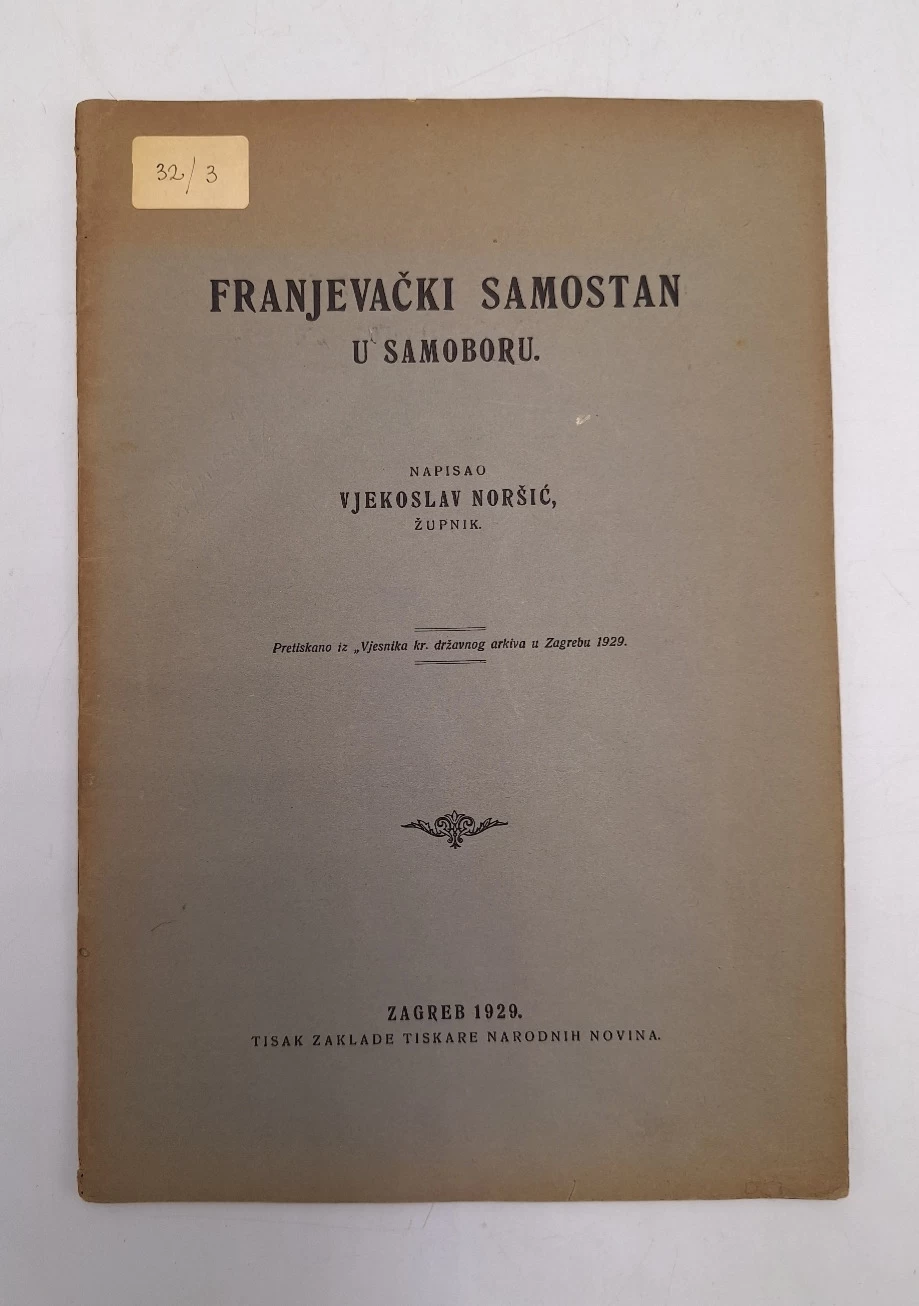 32/3
FRANJEVAČKI SAMOSTAN
U SAMOBORU.
NAPISAO
VJEKOSLAV NORŠIĆ,
ŽUPNIK.
Pretiskano iz „Vjesnika kr. državnog arkiva u Zagrebu 1929.
ZAGREB 1929.
TISAK ZAKLADE TISKARE NARODNIH NOVINA.